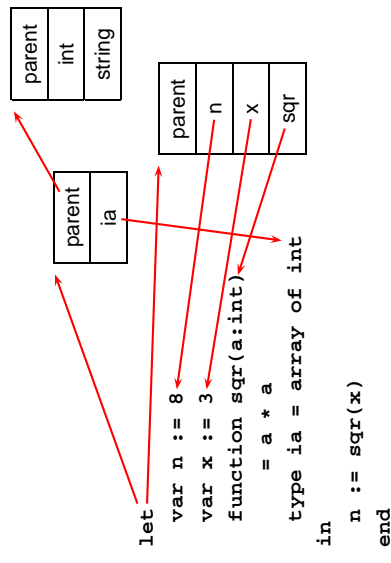 let
var n := 8
var x := 3
function sqr(a:int)
= a * a
type ia = array of int
in
n := sqr(x)
end
parent
ia
parent
int
string
parent
n
x
sqr